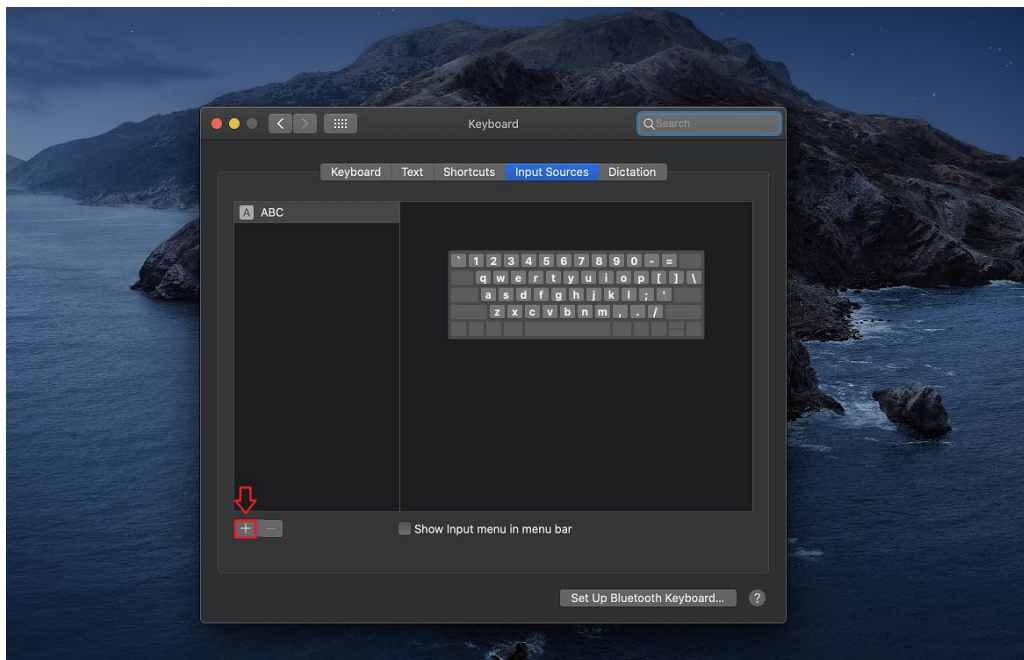 Keyboard
Search
Keyboard Text Shortcuts Input Sources Dictation
A ABC
` 1 2 3 4 5 6 7 8 9 0 - =
q w e r t y u i o p [ ] \
a s d f g h j k l ; '
z x c v b n m , . /
+ −
Show Input menu in menu bar
Set Up Bluetooth Keyboard... ?